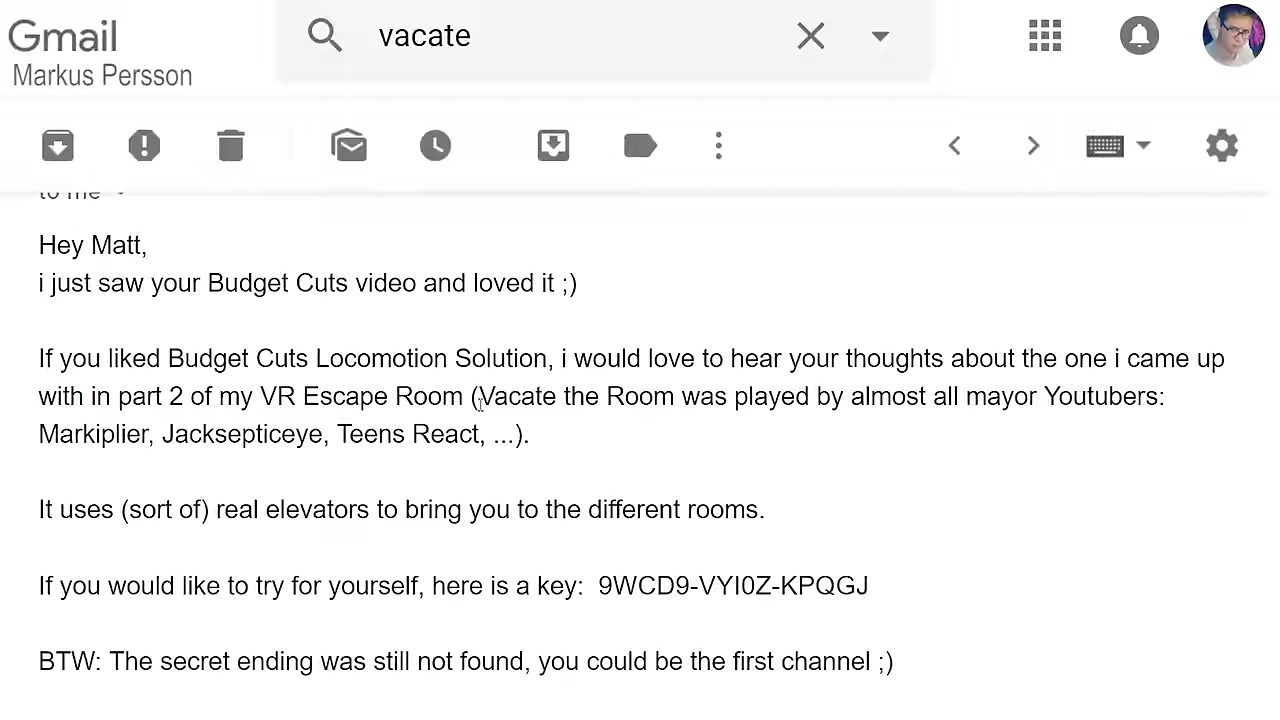 Gmail
vacate
Markus Persson
to me
Hey Matt,
i just saw your Budget Cuts video and loved it ;)
If you liked Budget Cuts Locomotion Solution, i would love to hear your thoughts about the one i came up
with in part 2 of my VR Escape Room (Vacate the Room was played by almost all mayor Youtubers:
Markiplier, Jacksepticeye, Teens React, ...).
It uses (sort of) real elevators to bring you to the different rooms.
If you would like to try for yourself, here is a key:  9WCD9-VYI0Z-KPQGJ
BTW: The secret ending was still not found, you could be the first channel ;)